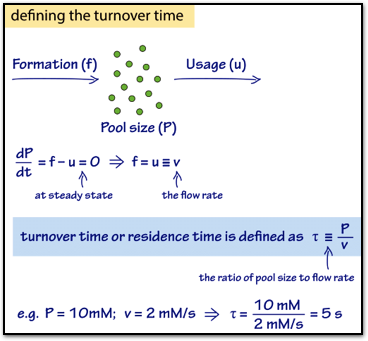 defining the turnover time
Formation (f) Usage (u)
Pool size (P)
dP/dt = f – u = 0 ⇒ f = u ≡ v
at steady state the flow rate
turnover time or residence time is defined as τ ≡ P/v
the ratio of pool size to flow rate
e.g. P = 10mM; v = 2 mM/s ⇒ τ = 10 mM / 2 mM/s = 5 s